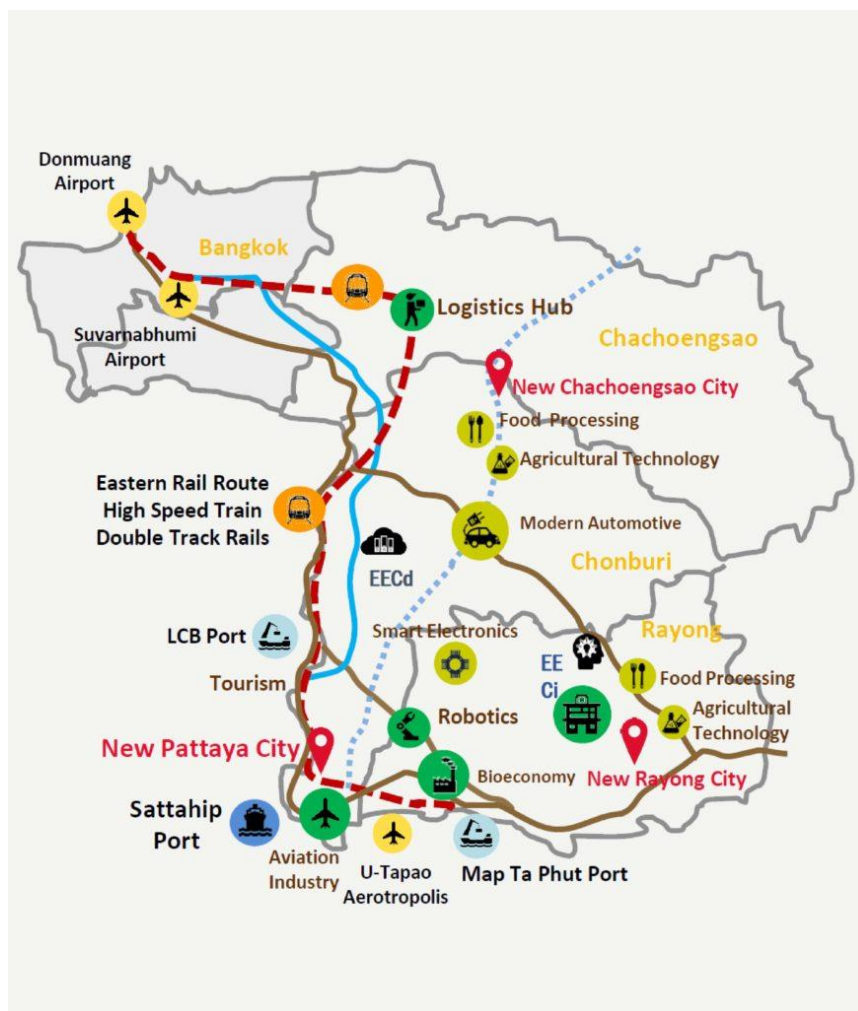 Donmuang
Airport
Bangkok
Suvarnabhumi
Airport
Logistics Hub
Chachoengsao
New Chachoengsao City
Food Processing
Agricultural Technology
Eastern Rail Route
High Speed Train
Double Track Rails
Modern Automotive
EECd
Chonburi
LCB Port
Smart Electronics
Rayong
EE
Ci
Tourism
Food Processing
Robotics
Agricultural
Technology
New Pattaya City
Bioeconomy
New Rayong City
Sattahip
Port
Aviation
Industry
U-Tapao
Aerotropolis
Map Ta Phut Port